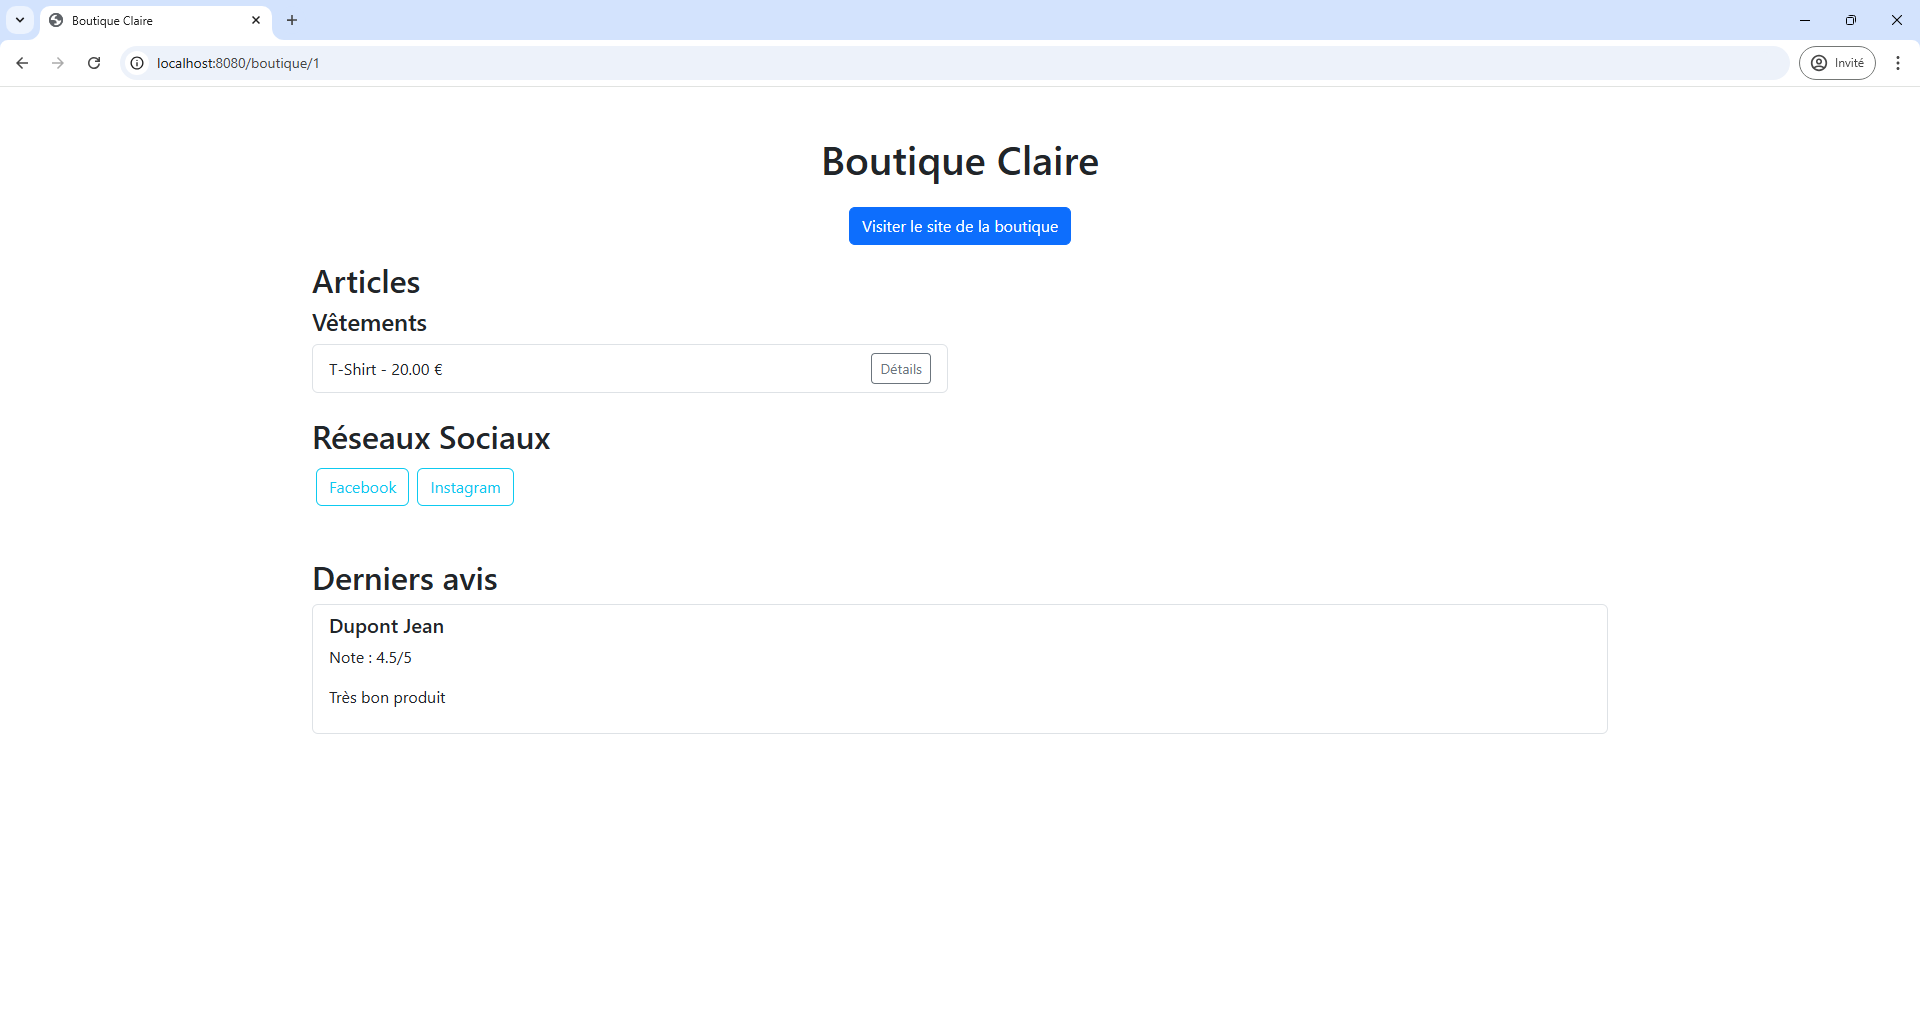 Boutique Claire
localhost:8080/boutique/1
Invité
Boutique Claire
Visiter le site de la boutique
Articles
Vêtements
T-Shirt - 20.00 €
Détails
Réseaux Sociaux
Facebook
Instagram
Derniers avis
Dupont Jean
Note : 4.5/5
Très bon produit